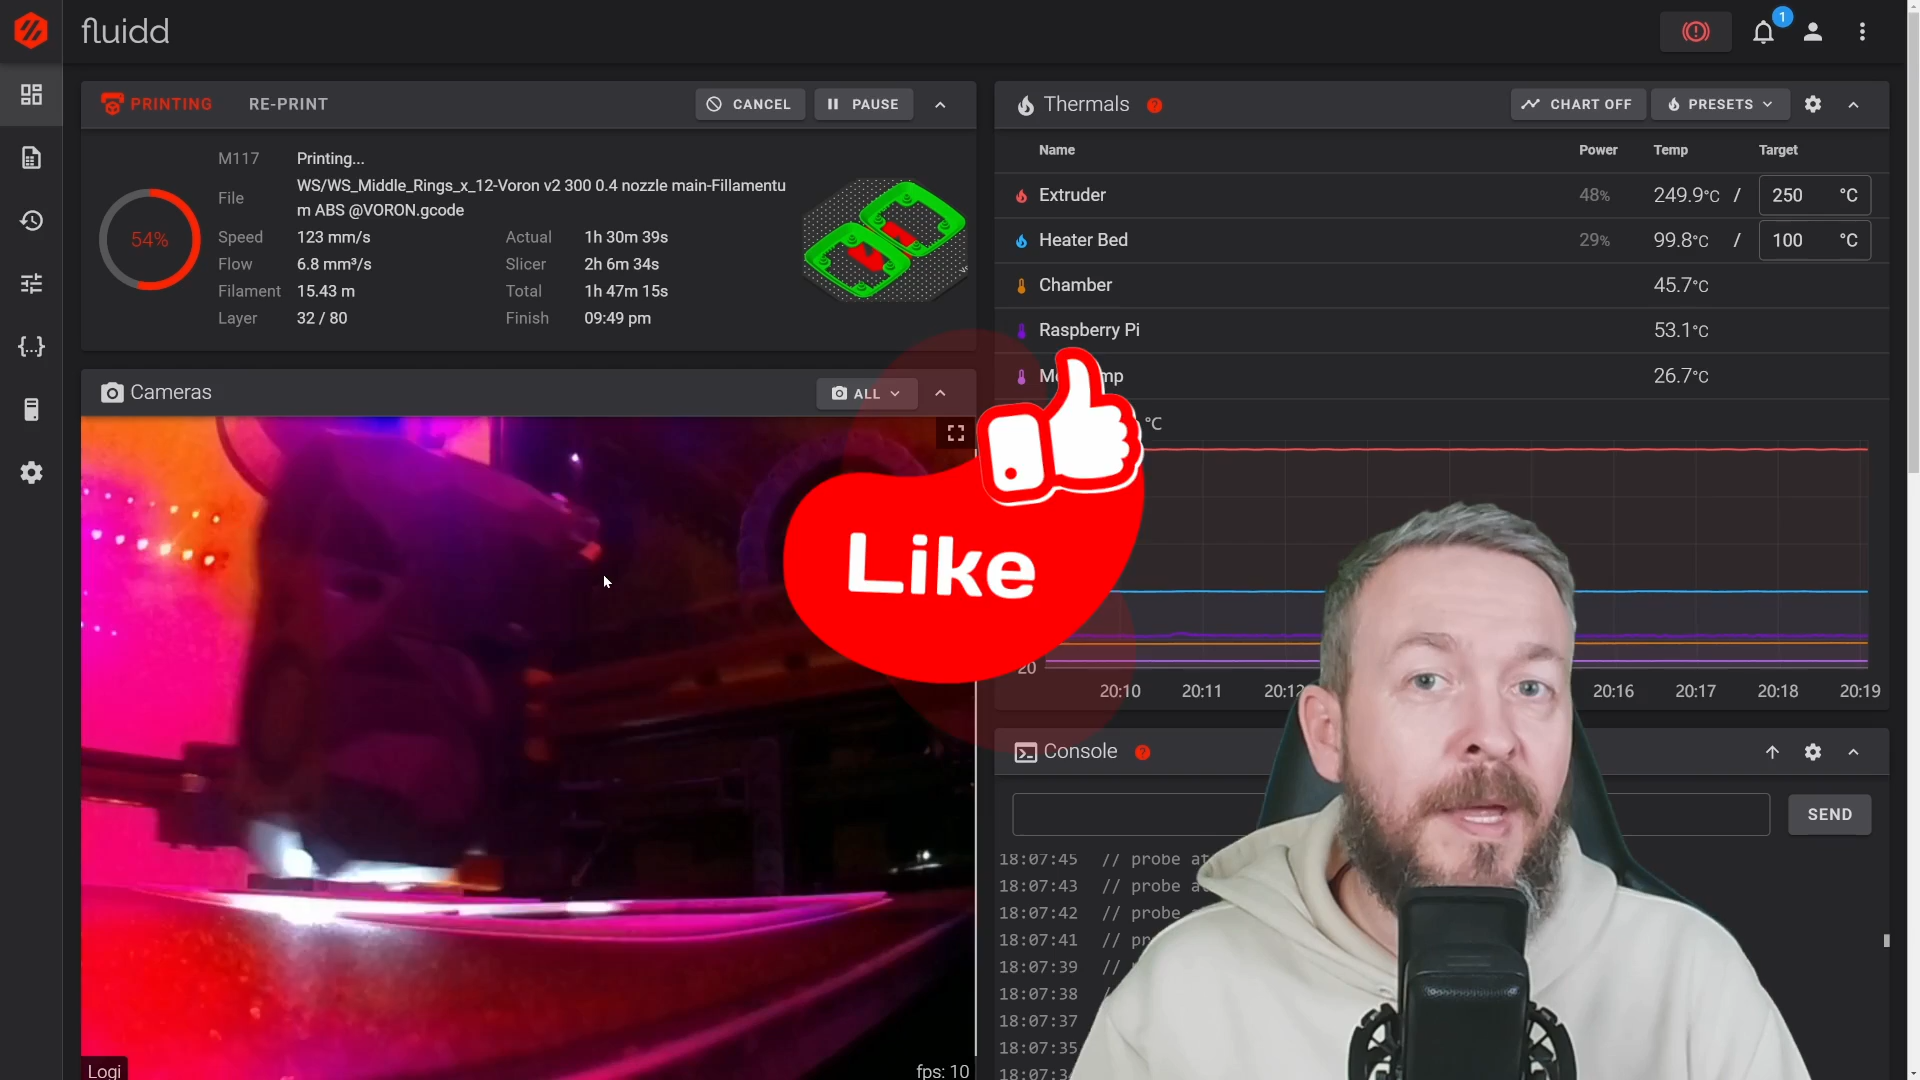 fluidd
1
PRINTING
RE-PRINT
CANCEL
PAUSE
M117 Printing...
File WS/WS_Middle_Rings_x_12-Voron v2 300 0.4 nozzle main-Fillamentu
m ABS @VORON.gcode
54%
Speed 123 mm/s Actual 1h 30m 39s
Flow 6.8 mm³/s Slicer 2h 6m 34s
Filament 15.43 m Total 1h 47m 15s
Layer 32 / 80 Finish 09:49 pm
Cameras
ALL
Logi
fps: 10
Like
Thermals
CHART OFF
PRESETS
Name Power Temp Target
Extruder 48% 249.9°C / 250 °C
Heater Bed 29% 99.8°C / 100 °C
Chamber 45.7°C
Raspberry Pi 53.1°C
26.7°C
°C
20
20:10 20:11 20:12 20:16 20:17 20:18 20:19
Console
SEND
18:07:45 // probe at
18:07:43 // probe
18:07:42 // probe
18:07:41 //
18:07:39 //
18:07:38
18:07:37
18:07:35